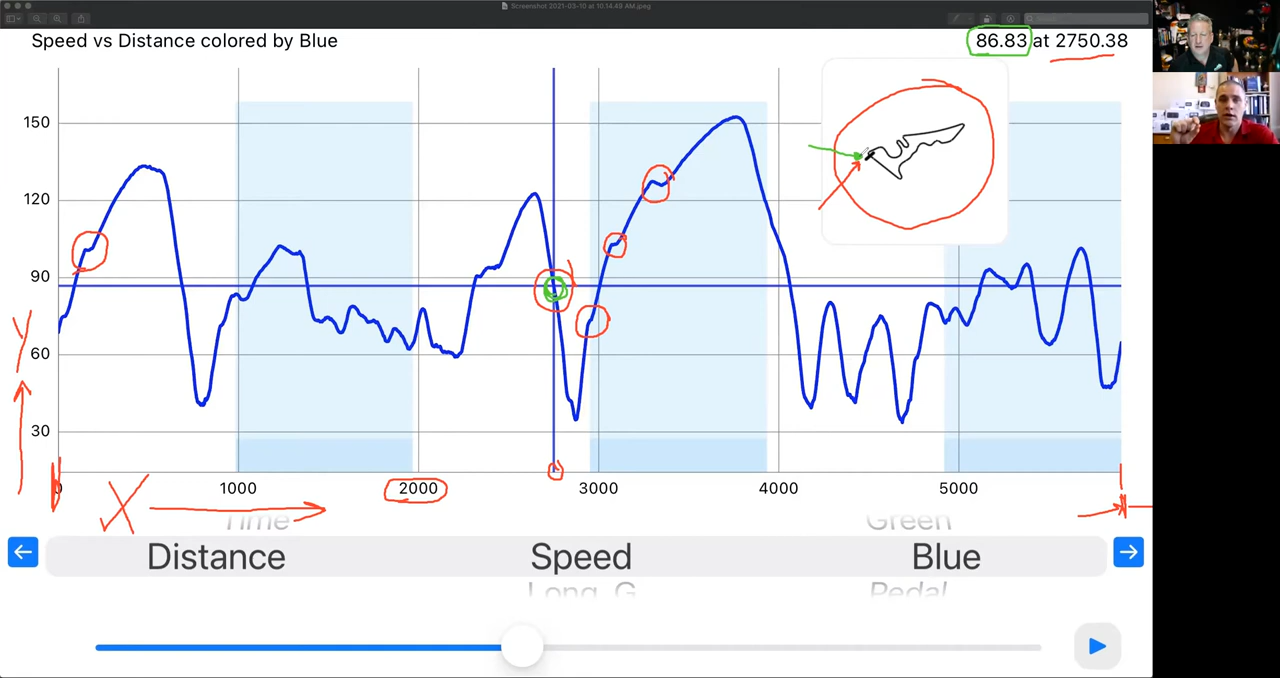 Screenshot 2021-03-10 at 10.14.49 AM.jpeg
Search
Speed vs Distance colored by Blue
86.83 at 2750.38
150
120
90
60
30
Y
0
1000
2000
3000
4000
5000
X
Time
Green
Distance
Speed
Blue
Long. G
Pedal